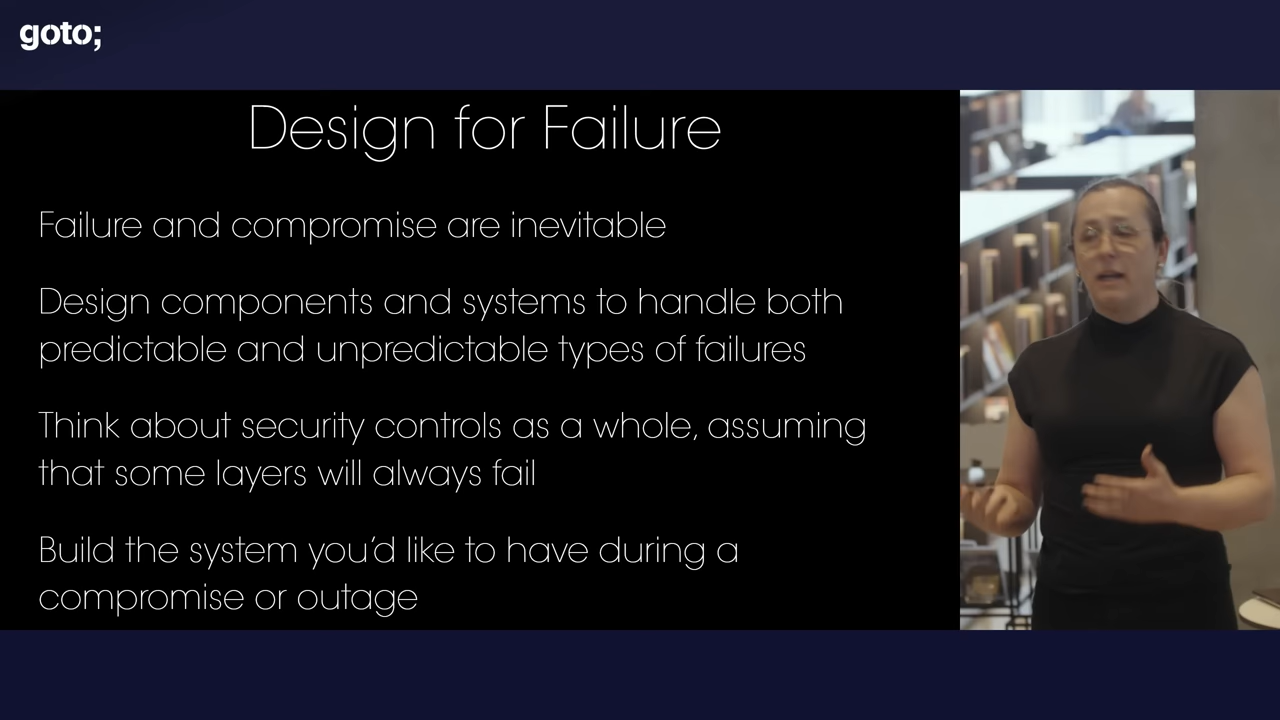 goto;
Design for Failure
Failure and compromise are inevitable
Design components and systems to handle both
predictable and unpredictable types of failures
Think about security controls as a whole, assuming
that some layers will always fail
Build the system you'd like to have during a
compromise or outage